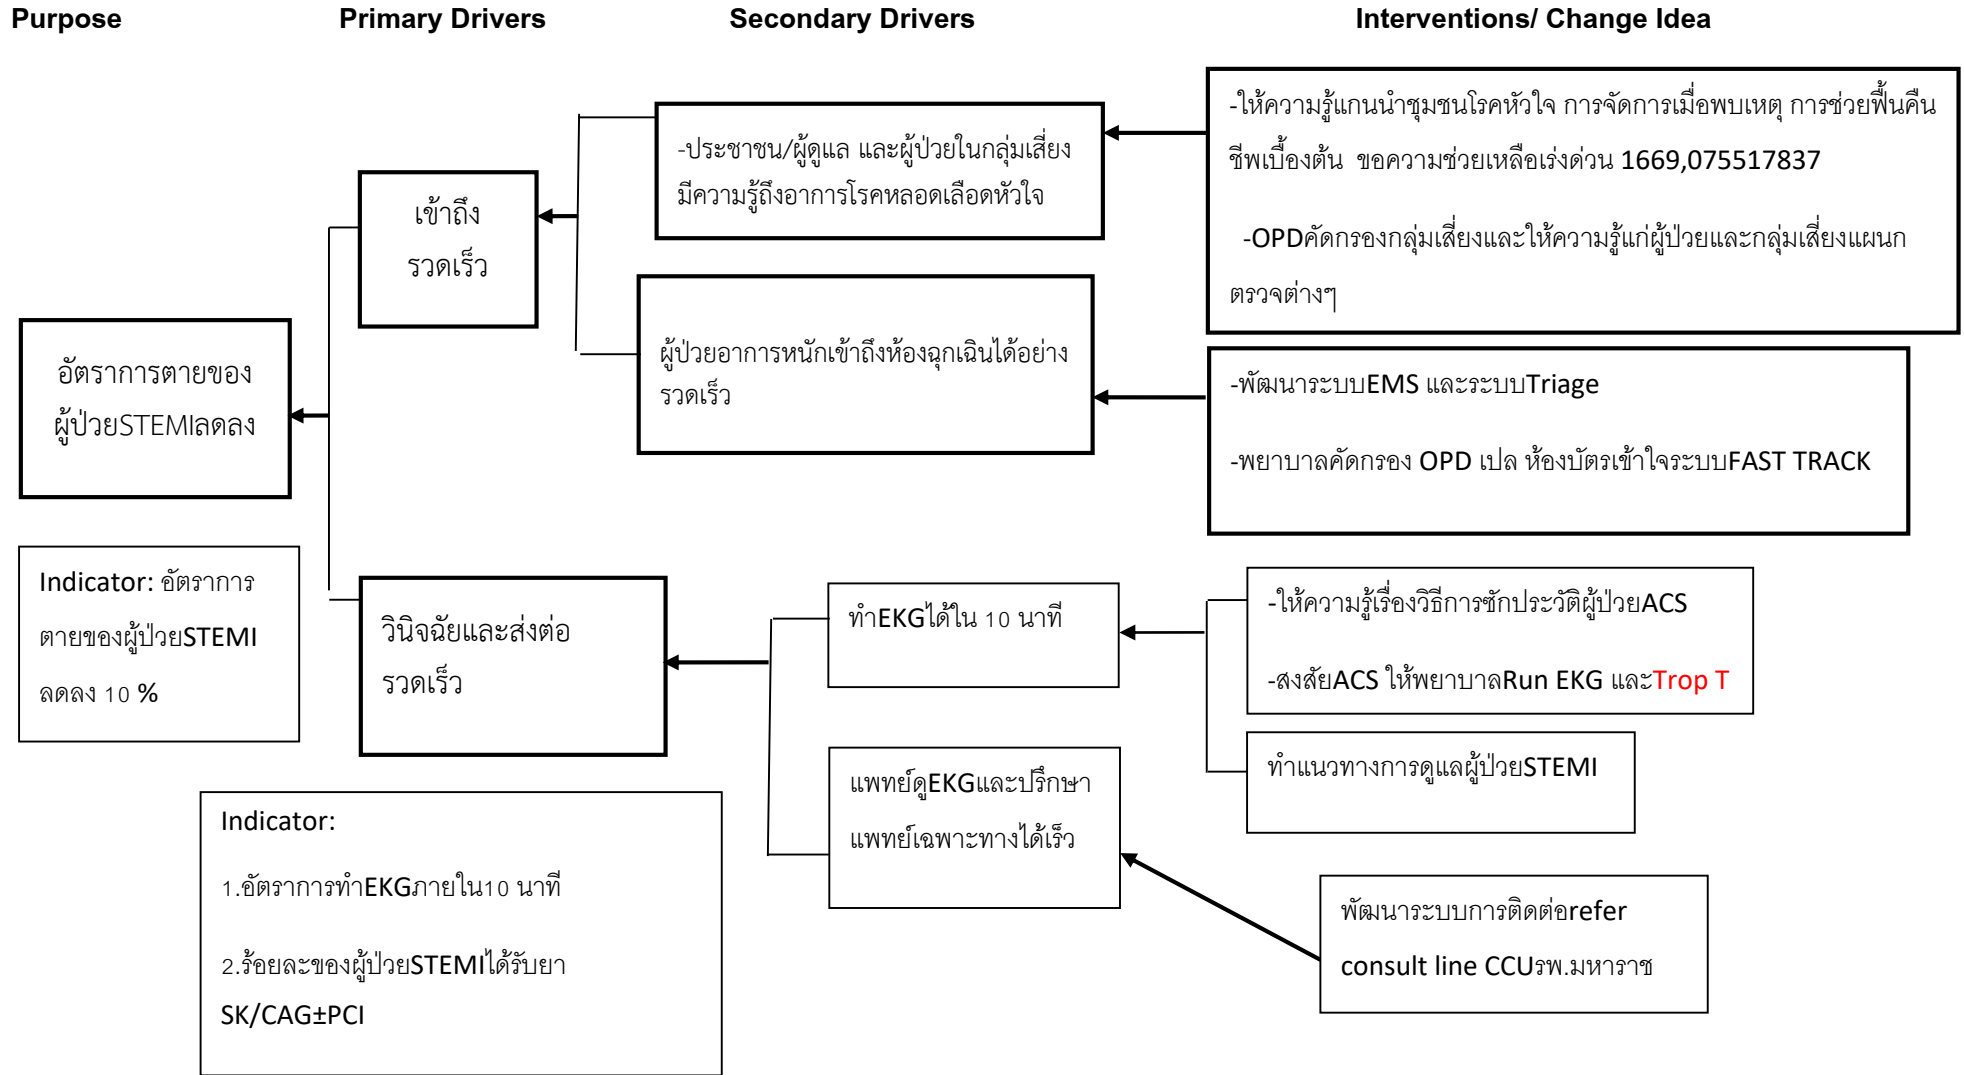 Purpose
Primary Drivers
Secondary Drivers
Interventions/ Change Idea
อัตราการตายของ
ผู้ป่วยSTEMIลดลง
Indicator: อัตราการ
ตายของผู้ป่วยSTEMI
ลดลง 10 %
เข้าถึง
รวดเร็ว
วินิจฉัยและส่งต่อ
รวดเร็ว
Indicator:
1.อัตราการทำEKGภายใน10 นาที
2.ร้อยละของผู้ป่วยSTEMIได้รับยา
SK/CAG±PCI
-ประชาชน/ผู้ดูแล และผู้ป่วยในกลุ่มเสี่ยง
มีความรู้ถึงอาการโรคหลอดเลือดหัวใจ
ผู้ป่วยอาการหนักเข้าถึงห้องฉุกเฉินได้อย่าง
รวดเร็ว
ทำEKGได้ใน 10 นาที
แพทย์ดูEKGและปรึกษา
แพทย์เฉพาะทางได้เร็ว
-ให้ความรู้แกนนำชุมชนโรคหัวใจ การจัดการเมื่อพบเหตุ การช่วยฟื้นคืน
ชีพเบื้องต้น ขอความช่วยเหลือเร่งด่วน 1669,075517837
-OPDคัดกรองกลุ่มเสี่ยงและให้ความรู้แก่ผู้ป่วยและกลุ่มเสี่ยงแผนก
ตรวจต่างๆ
-พัฒนาระบบEMS และระบบTriage
-พยาบาลคัดกรอง OPD เปล ห้องบัตรเข้าใจระบบFAST TRACK
-ให้ความรู้เรื่องวิธีการซักประวัติผู้ป่วยACS
-สงสัยACS ให้พยาบาลRun EKG และTrop T
ทำแนวทางการดูแลผู้ป่วยSTEMI
พัฒนาระบบการติดต่อrefer
consult line CCUรพ.มหาราช